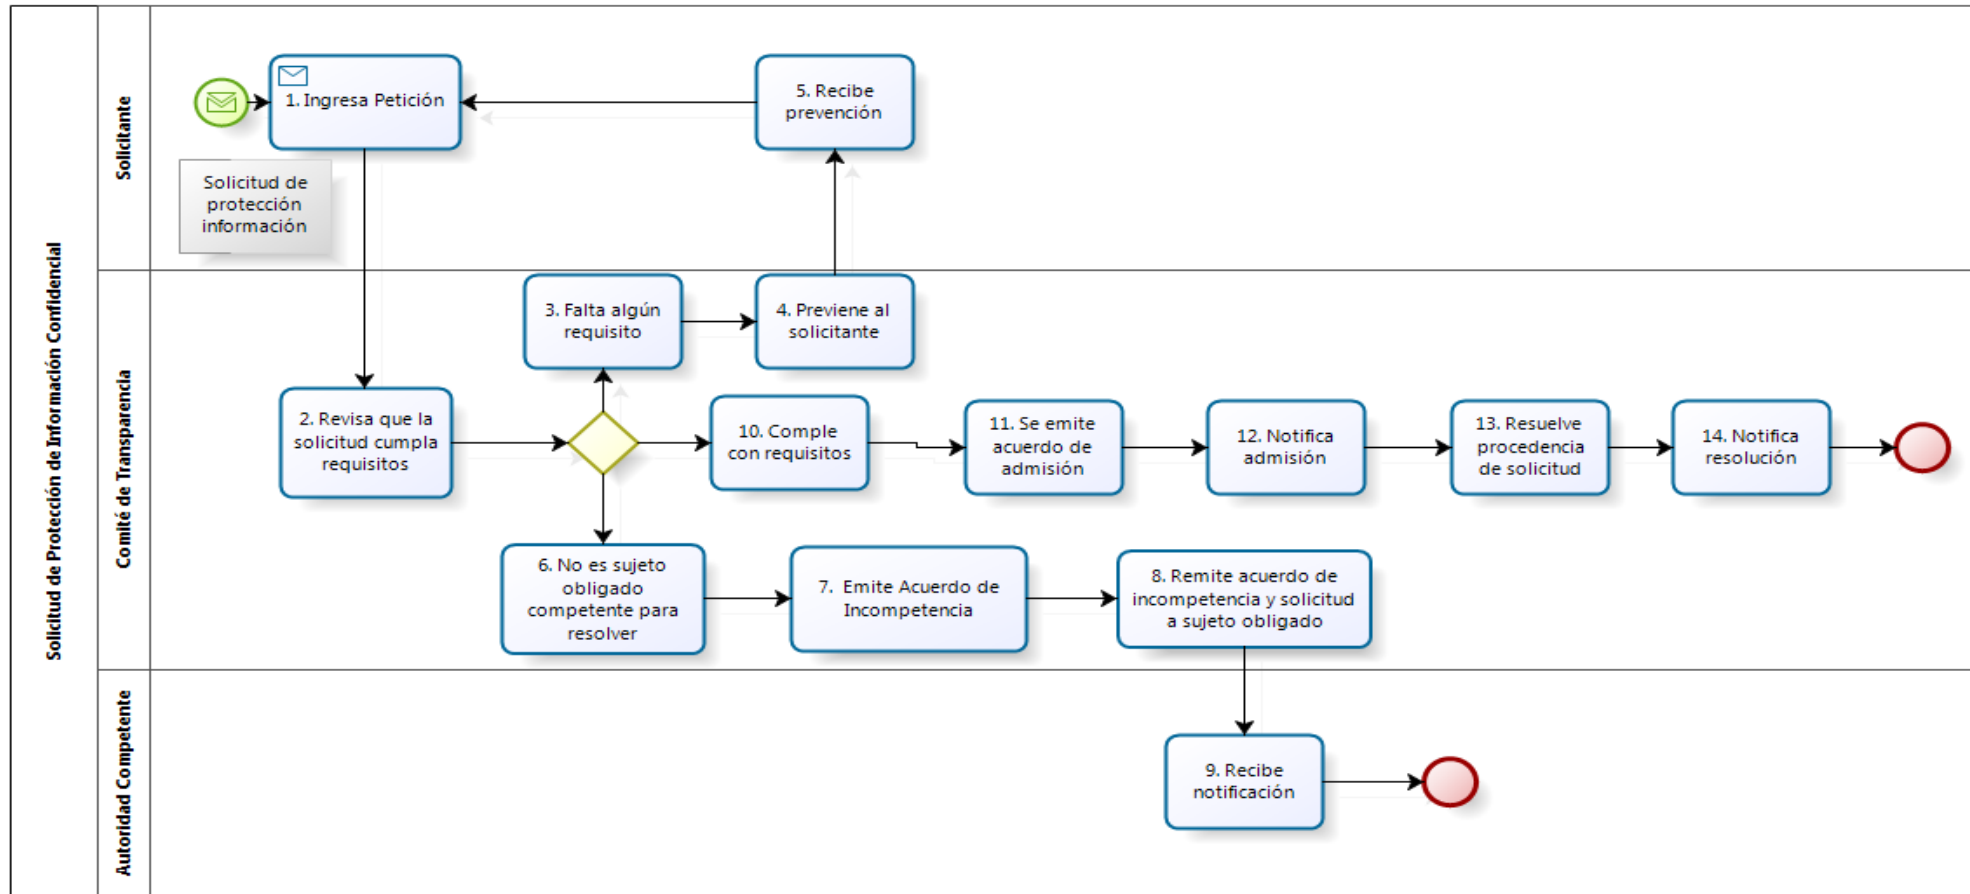 Solicitud de Protección de Información Confidencial
Solicitante
1. Ingresa Petición
5. Recibe
prevención
Solicitud de
protección
información
Comité de Transparencia
3. Falta algún
requisito
4. Previene al
solicitante
2. Revisa que la
solicitud cumpla
requisitos
10. Comple
con requisitos
11. Se emite
acuerdo de
admisión
12. Notifica
admisión
13. Resuelve
procedencia
de solicitud
14. Notifica
resolución
6. No es sujeto
obligado
competente para
resolver
7. Emite Acuerdo de
Incompetencia
8. Remite acuerdo de
incompetencia y solicitud
a sujeto obligado
Autoridad Competente
9. Recibe
notificación